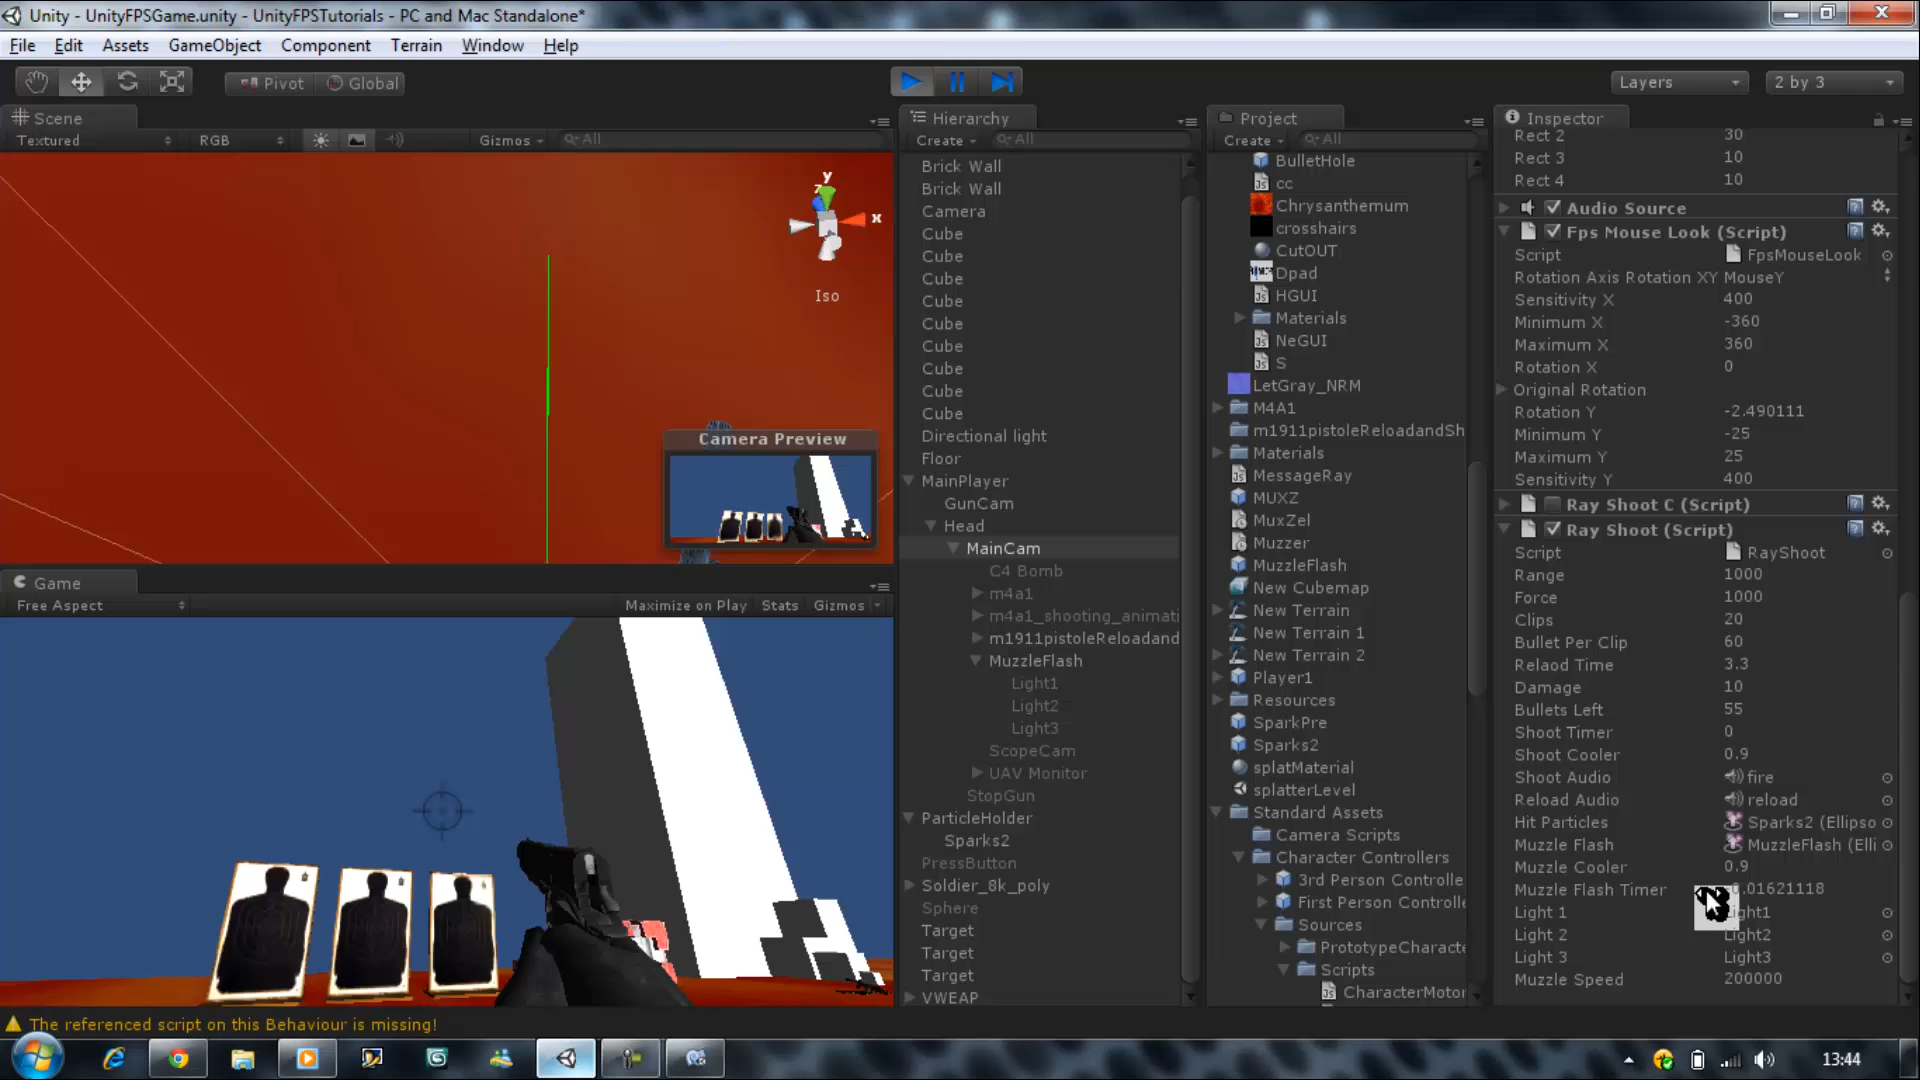 Unity - UnityFPSGame.unity - UnityFPSTutorials - PC and Mac Standalone*
File Edit Assets GameObject Component Terrain Window Help
Pivot Global
Layers 2 by 3
Scene
Textured RGB Gizmos All
y
z
x
Iso
Camera Preview
Game
Free Aspect Maximize on Play Stats Gizmos
Hierarchy
Create All
Brick Wall
Brick Wall
Camera
Cube
Cube
Cube
Cube
Cube
Cube
Cube
Cube
Cube
Directional light
Floor
MainPlayer
GunCam
Head
MainCam
C4 Bomb
m4a1
m4a1_shooting_animati
m1911pistoleReloadand
MuzzleFlash
Light1
Light2
Light3
ScopeCam
UAV Monitor
StopGun
ParticleHolder
Sparks2
PressButton
Soldier_8k_poly
Sphere
Target
Target
Target
VWEAP
Project
Create All
BulletHole
cc
Chrysanthemum
crosshairs
CutOUT
Dpad
HGUI
Materials
NeGUI
S
LetGray_NRM
M4A1
m1911pistoleReloadandSh
Materials
MessageRay
MUXZ
MuxZel
Muzzer
MuzzleFlash
New Cubemap
New Terrain
New Terrain 1
New Terrain 2
Player1
Resources
SparkPre
Sparks2
splatMaterial
splatterLevel
Standard Assets
Camera Scripts
Character Controllers
3rd Person Controlle
First Person Controlle
Sources
PrototypeCharacte
Scripts
CharacterMotor
Inspector
Rect 2 30
Rect 3 10
Rect 4 10
Audio Source
Fps Mouse Look (Script)
Script FpsMouseLook
Rotation Axis Rotation XY MouseY
Sensitivity X 400
Minimum X -360
Maximum X 360
Rotation X 0
Original Rotation
Rotation Y -2.490111
Minimum Y -25
Maximum Y 25
Sensitivity Y 400
Ray Shoot C (Script)
Ray Shoot (Script)
Script RayShoot
Range 1000
Force 1000
Clips 20
Bullet Per Clip 60
Relaod Time 3.3
Damage 10
Bullets Left 55
Shoot Timer 0
Shoot Cooler 0.9
Shoot Audio fire
Reload Audio reload
Hit Particles Sparks2 (Ellipso
Muzzle Flash MuzzleFlash (Elli
Muzzle Cooler 0.9
Muzzle Flash Timer .01621118
Light 1 ight1
Light 2 Light2
Light 3 Light3
Muzzle Speed 200000
The referenced script on this Behaviour is missing!
13:44